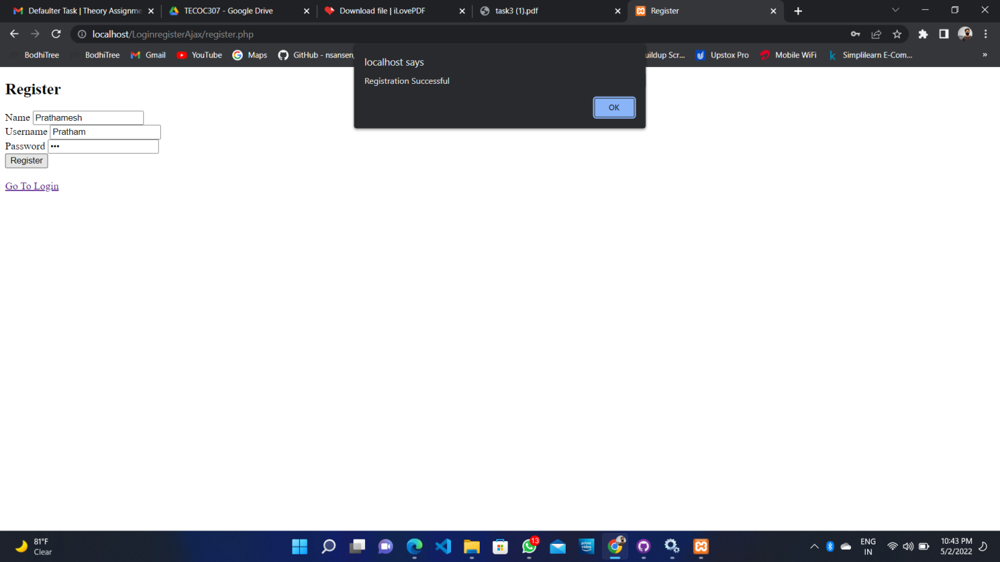 Defaulter Task | Theory Assignme
TECOC307 - Google Drive
Download file | iLovePDF
task3 (1).pdf
Register
localhost/LoginregisterAjax/register.php
BodhiTree
BodhiTree
Gmail
YouTube
Maps
GitHub - nsansen
uildup Scr...
Upstox Pro
Mobile WiFi
Simplilearn E-Com...
»
localhost says
Registration Successful
OK
Register
Name Prathamesh
Username Pratham
Password •••
Register
Go To Login
81°F
Clear
13
prime video
ENG
IN
10:43 PM
5/2/2022